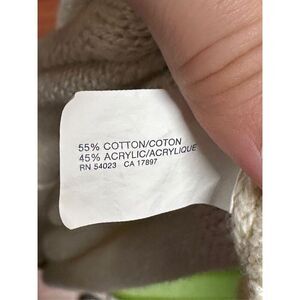 55% COTTON/COTON
45% ACRYLIC/ACRYLIQUE
RN 54023 CA 17897